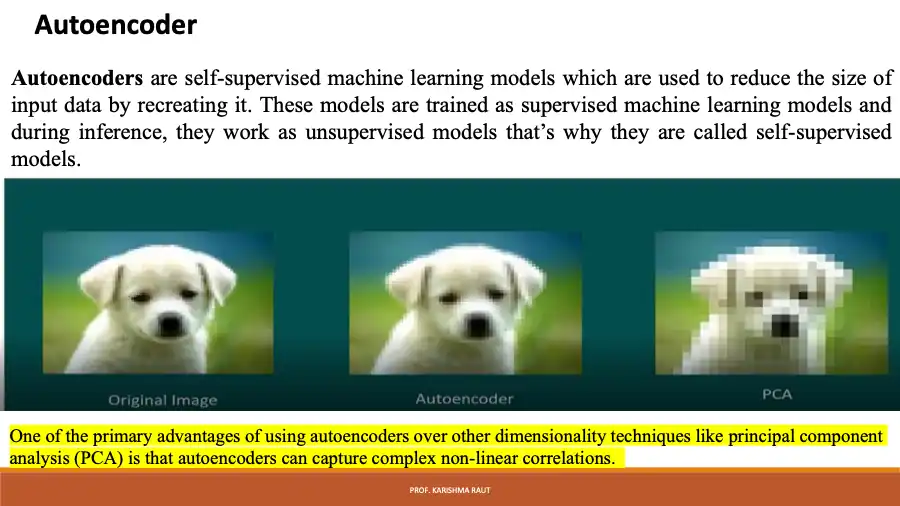 Autoencoder
Autoencoders are self-supervised machine learning models which are used to reduce the size of
input data by recreating it. These models are trained as supervised machine learning models and
during inference, they work as unsupervised models that’s why they are called self-supervised
models.
Original Image
Autoencoder
PCA
One of the primary advantages of using autoencoders over other dimensionality techniques like principal component
analysis (PCA) is that autoencoders can capture complex non-linear correlations.
PROF. KARISHMA RAUT